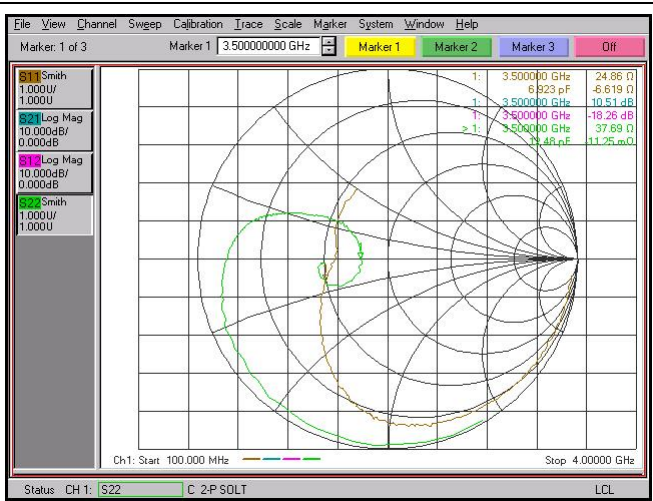 File View Channel Sweep Calibration Trace Scale Marker System Window Help
Marker: 1 of 3 Marker 1 3.500000000 GHz Marker 1 Marker 2 Marker 3 Off
S11 Smith
1.000U/
1.000U
S21 Log Mag
10.000dB/
0.000dB
S12 Log Mag
10.000dB/
0.000dB
S22 Smith
1.000U/
1.000U
1: 3.500000 GHz 24.86 Ω
6.923 pF -6.619 Ω
1: 3.500000 GHz 10.51 dB
1: 3.500000 GHz -18.26 dB
> 1: 3.500000 GHz 37.69 Ω
-11.25 mΩ
Ch1: Start 100.000 MHz Stop 4.00000 GHz
Status CH 1: S22 C 2-P SOLT LCL